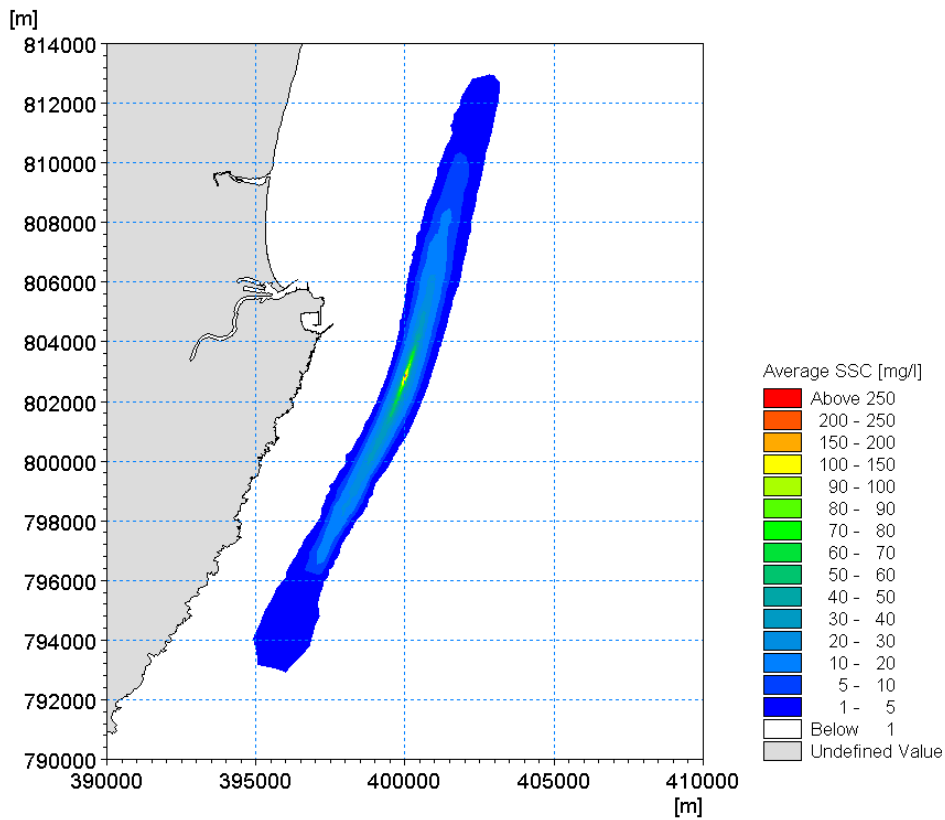 [m]
814000
812000
810000
808000
806000
804000
802000
800000
798000
796000
794000
792000
790000
390000 395000 400000 405000 410000
[m]
Average SSC [mg/l]
Above 250
200 - 250
150 - 200
100 - 150
90 - 100
80 - 90
70 - 80
60 - 70
50 - 60
40 - 50
30 - 40
20 - 30
10 - 20
5 - 10
1 - 5
Below 1
Undefined Value